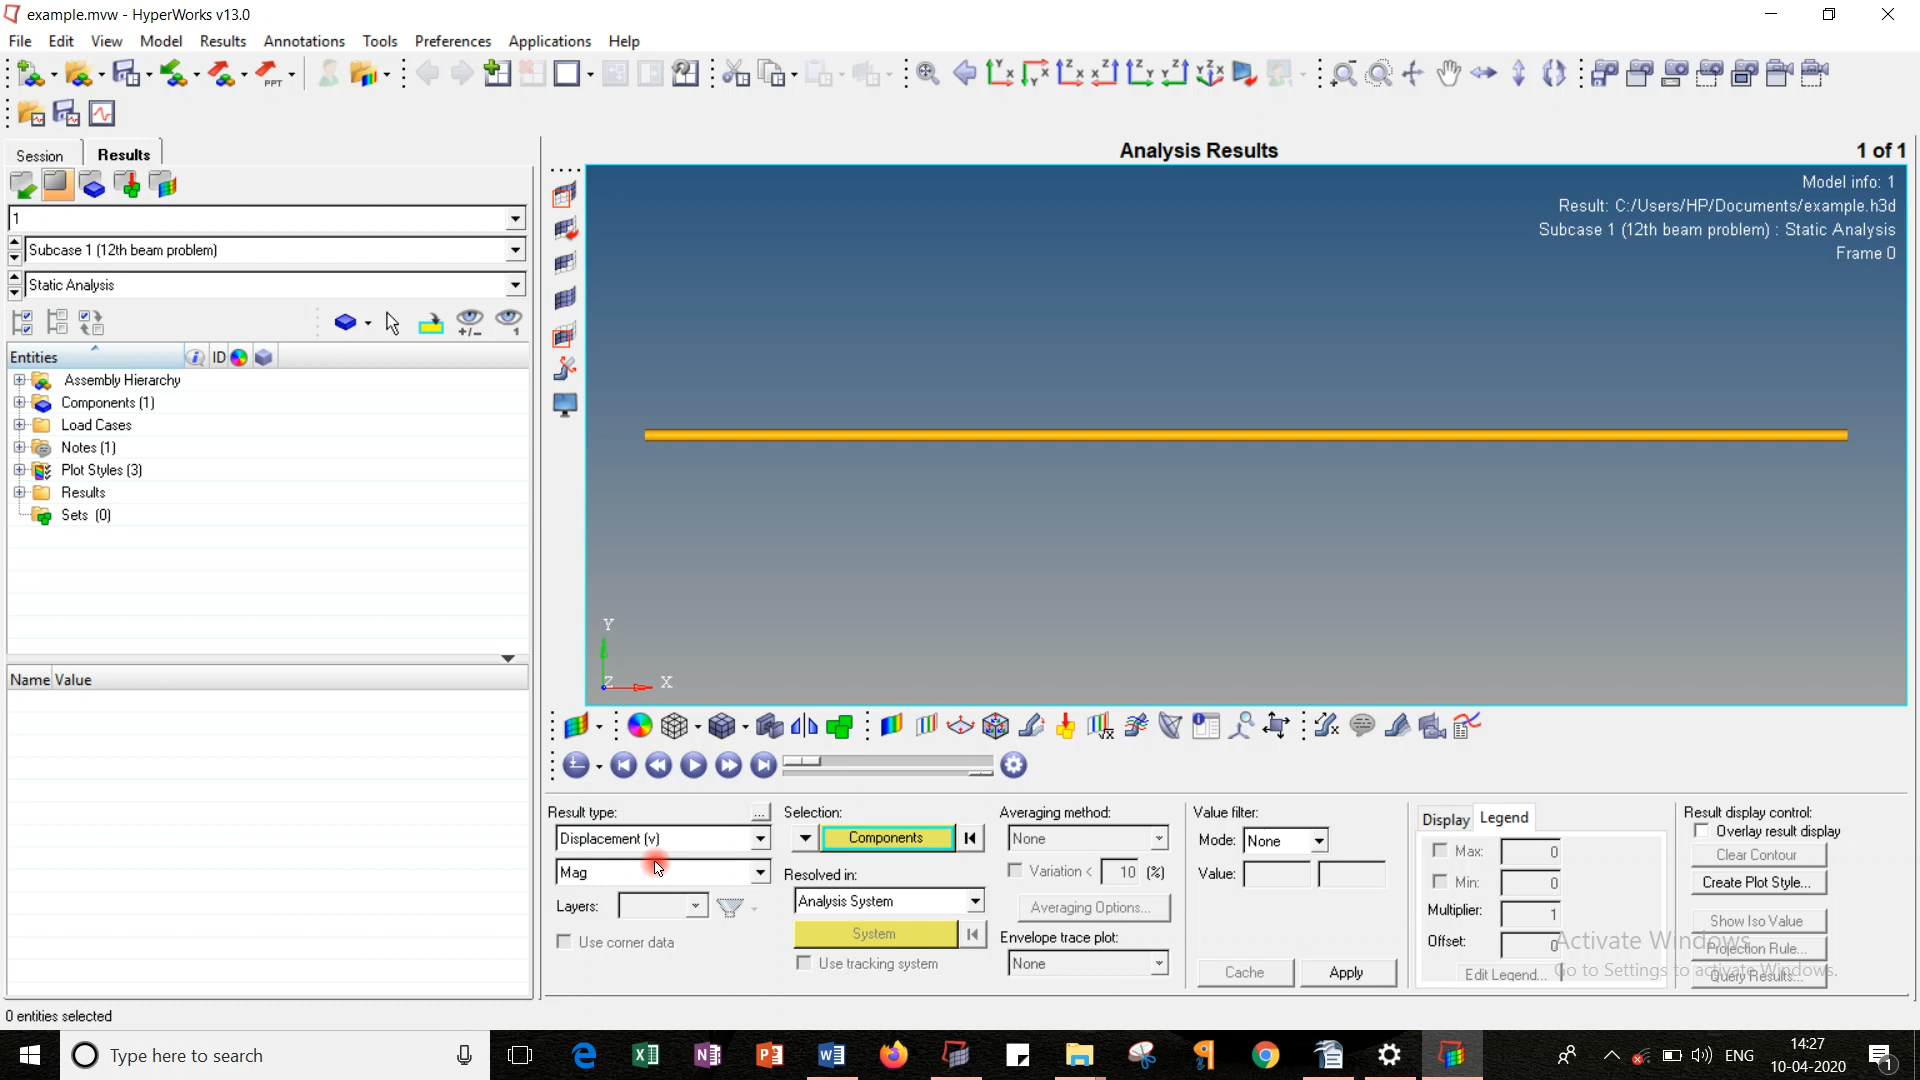 example.mvw - HyperWorks v13.0
File Edit View Model Results Annotations Tools Preferences Applications Help
Session Results
Analysis Results
1 of 1
1
Subcase 1 (12th beam problem)
Static Analysis
Entities ID
Assembly Hierarchy
Components (1)
Load Cases
Notes (1)
Plot Styles (3)
Results
Sets (0)
Name Value
0 entities selected
Model info: 1
Result: C:/Users/HP/Documents/example.h3d
Subcase 1 (12th beam problem) : Static Analysis
Frame 0
Y
Z X
Result type: ...
Displacement (v)
Mag
Layers:
Use corner data
Selection:
Components
Resolved in:
Analysis System
System
Use tracking system
Averaging method:
None
Variation < 10 (%)
Averaging Options...
Envelope trace plot:
None
Value filter:
Mode: None
Value:
Cache Apply
Display Legend
Max: 0
Min: 0
Multiplier: 1
Offset: 0
Edit Legend...
Result display control:
Overlay result display
Clear Contour
Create Plot Style...
Show Iso Value
Projection Rule...
Query Results...
Activate Windows
Go to Settings to activate Windows.
Type here to search
ENG
14:27
10-04-2020
1